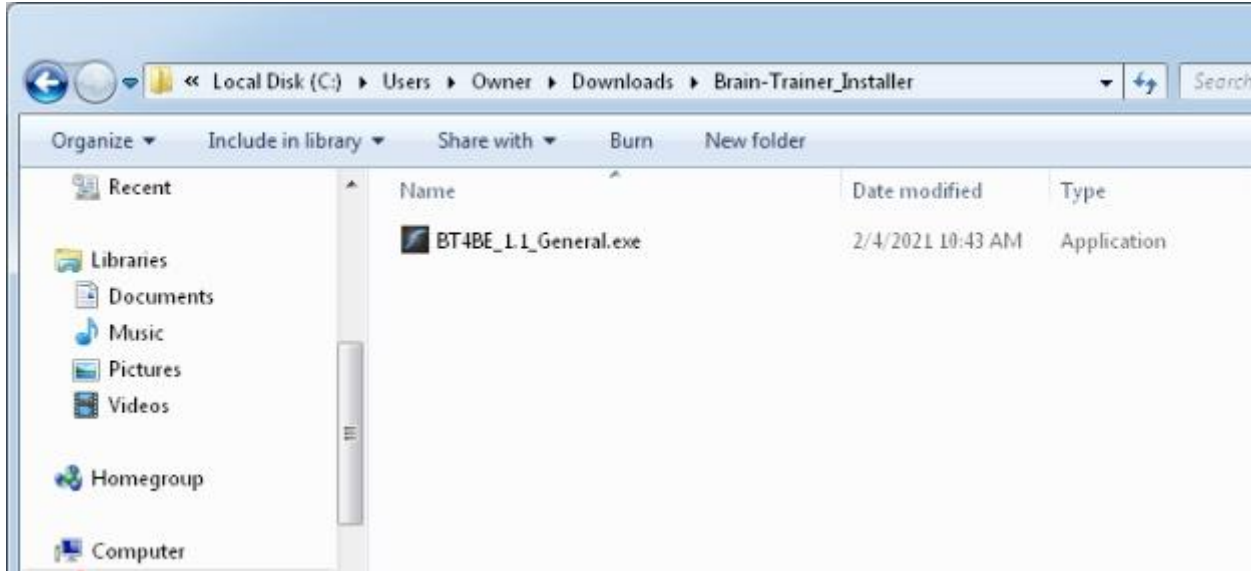 « Local Disk (C:) ▸ Users ▸ Owner ▸ Downloads ▸ Brain-Trainer_Installer
Search
Organize Include in library Share with Burn New folder
Recent
Name Date modified Type
BT4BE_1.1_General.exe 2/4/2021 10:43 AM Application
Libraries
Documents
Music
Pictures
Videos
Homegroup
Computer